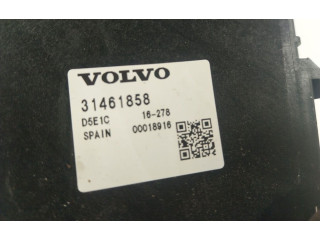 VOLVO
31461858
D5E1C 16-278
SPAIN 00018916